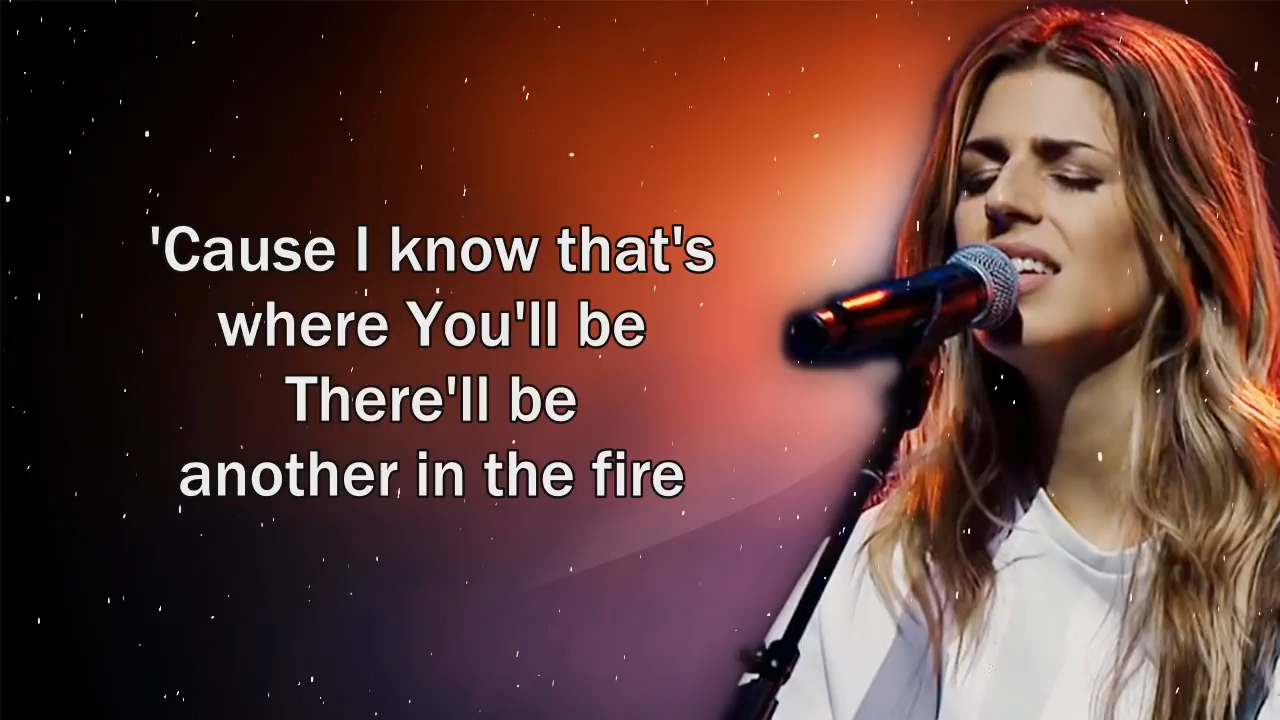 'Cause I know that's
where You'll be
There'll be
another in the fire